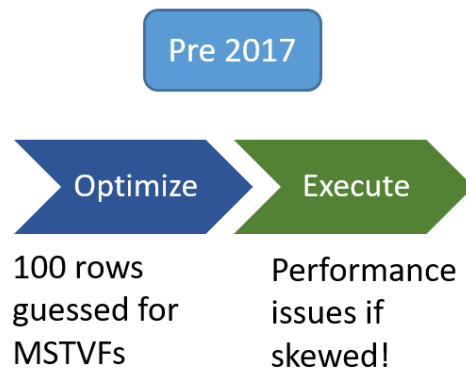 Pre 2017
Optimize
Execute
100 rows
guessed for
MSTVFs
Performance
issues if
skewed!